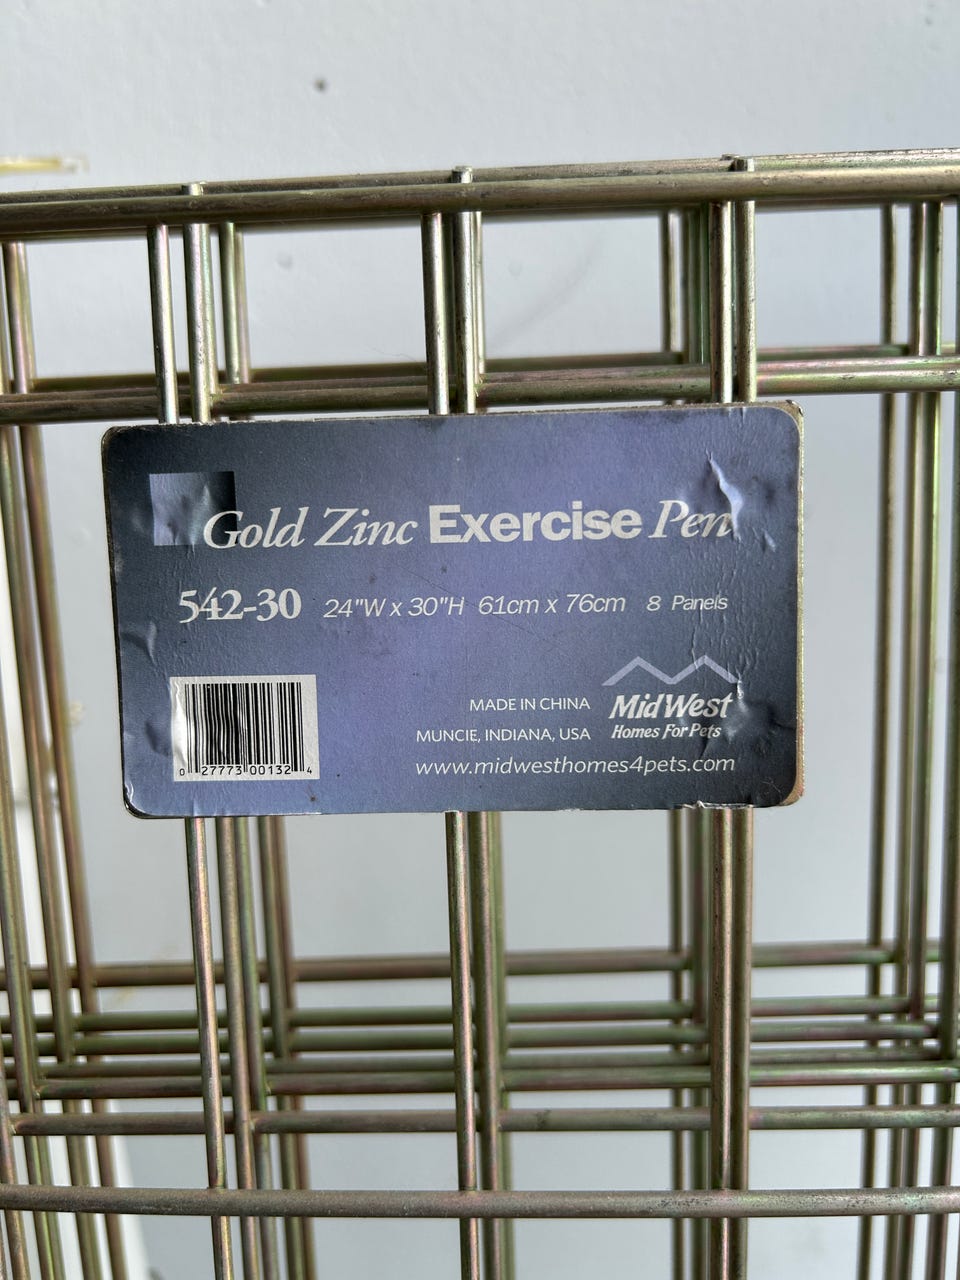 Gold Zinc Exercise Pen
542-30 24"W x 30"H 61cm x 76cm 8 Panels
MADE IN CHINA
MUNCIE, INDIANA, USA
MidWest
Homes For Pets
www.midwesthomes4pets.com
0 27773 00132 4